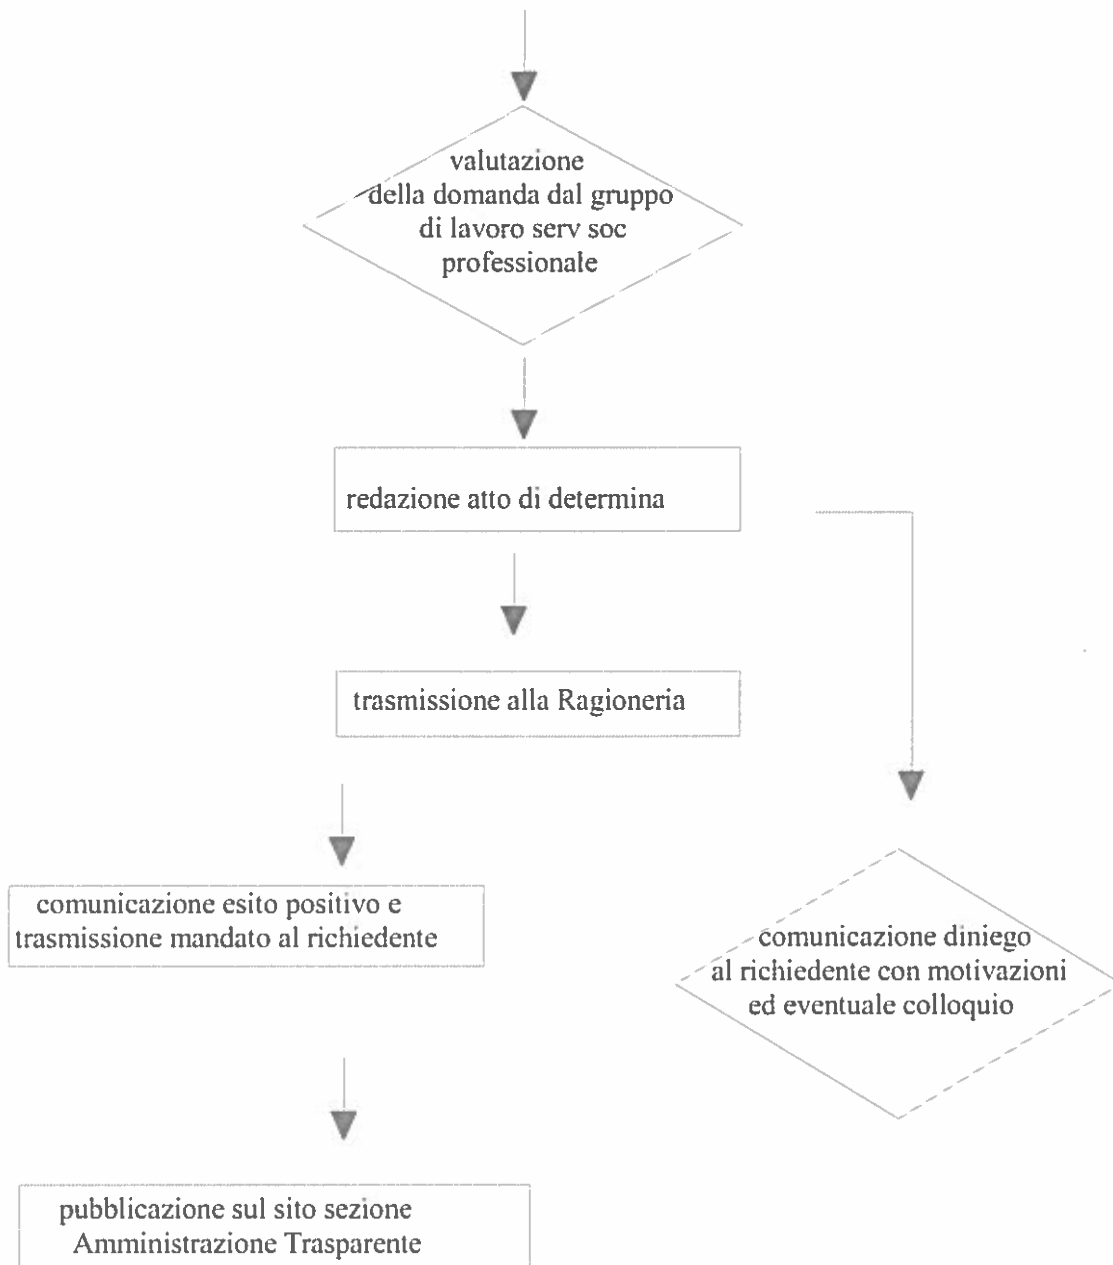 valutazione
della domanda dal gruppo
di lavoro serv soc
professionale
redazione atto di determina
trasmissione alla Ragioneria
comunicazione esito positivo e
trasmissione mandato al richiedente
comunicazione diniego
al richiedente con motivazioni
ed eventuale colloquio
pubblicazione sul sito sezione
Amministrazione Trasparente